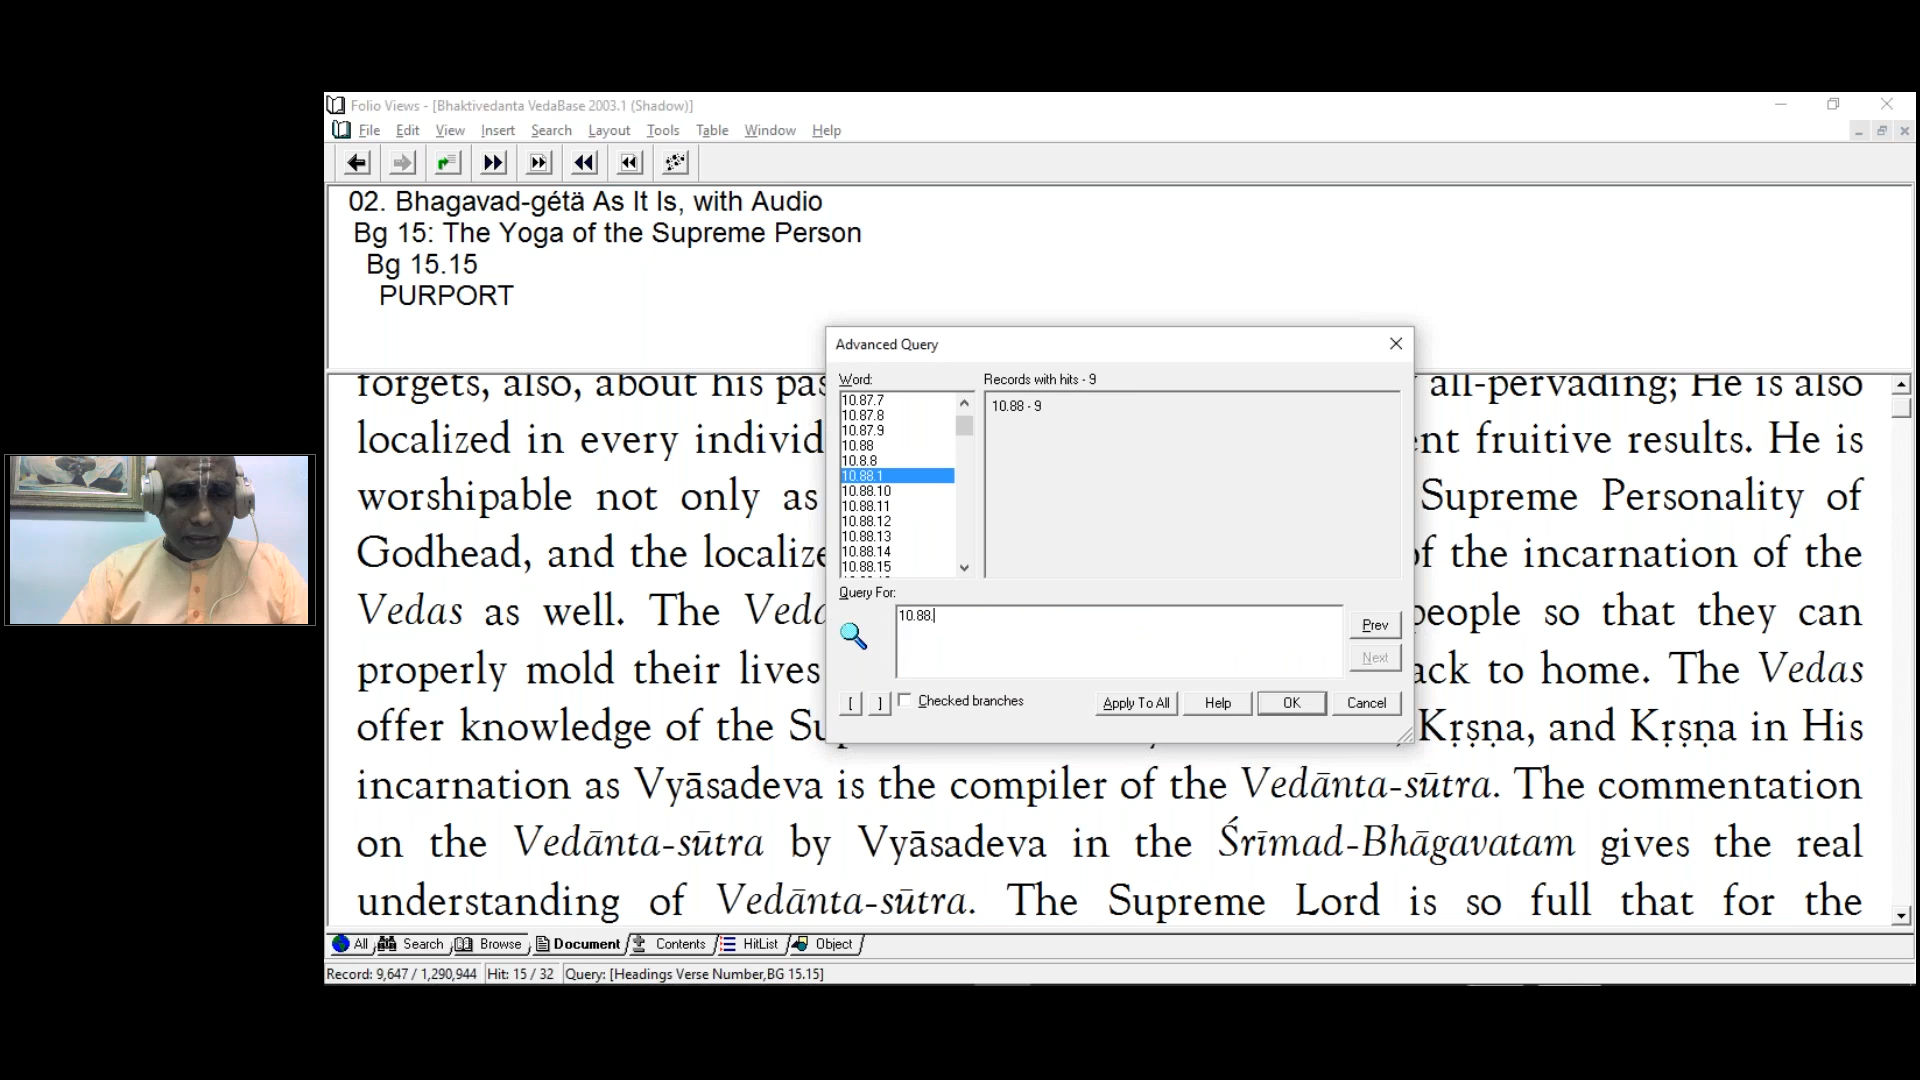 Folio Views - [Bhaktivedanta VedaBase 2003.1 (Shadow)]
File Edit View Insert Search Layout Tools Table Window Help
02. Bhagavad-gétä As It Is, with Audio
Bg 15: The Yoga of the Supreme Person
Bg 15.15
PURPORT
Advanced Query
Word:
Records with hits - 9
10.87.7
10.87.8
10.87.9
10.88
10.8.8
10.88.1
10.88.10
10.88.11
10.88.12
10.88.13
10.88.14
10.88.15
10.88 - 9
Query For:
10.88.
Prev
Next
[ ] Checked branches
Apply To All Help OK Cancel
forgets, also, about his pas all-pervading; He is also
localized in every individ ent fruitive results. He is
worshipable not only as Supreme Personality of
Godhead, and the localize of the incarnation of the
Vedas as well. The Veda people so that they can
properly mold their lives ack to home. The Vedas
offer knowledge of the Su Kṛṣṇa, and Kṛṣṇa in His
incarnation as Vyāsadeva is the compiler of the Vedānta-sūtra. The commentation
on the Vedānta-sūtra by Vyāsadeva in the Śrīmad-Bhāgavatam gives the real
understanding of Vedānta-sūtra. The Supreme Lord is so full that for the
All Search Browse Document Contents HitList Object
Record: 9,647 / 1,290,944 Hit: 15 / 32 Query: [Headings Verse Number,BG 15.15]